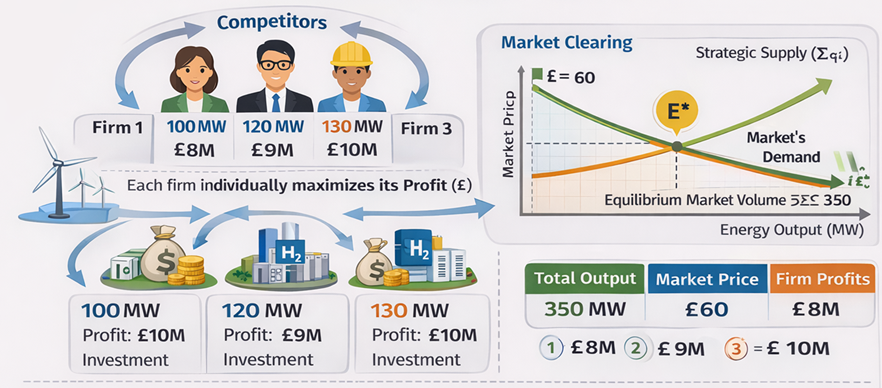 Competitors
Firm 1
100 MW
£8M
120 MW
£9M
130 MW
£10M
Firm 3
Each firm individually maximizes its Profit (£)
$
H2
$
H2
100 MW
Profit: £10M
Investment
120 MW
Profit: £9M
Investment
130 MW
Profit: £10M
Investment
Market Clearing
Strategic Supply (Σqi)
£= 60
E*
Market Pricp
Market's
Demand
Equilibrium Market Volume 350
Energy Output (MW)
Total Output
Market Price
Firm Profits
350 MW
£60
£8M
1 £8M 2 £9M 3 = £ 10M